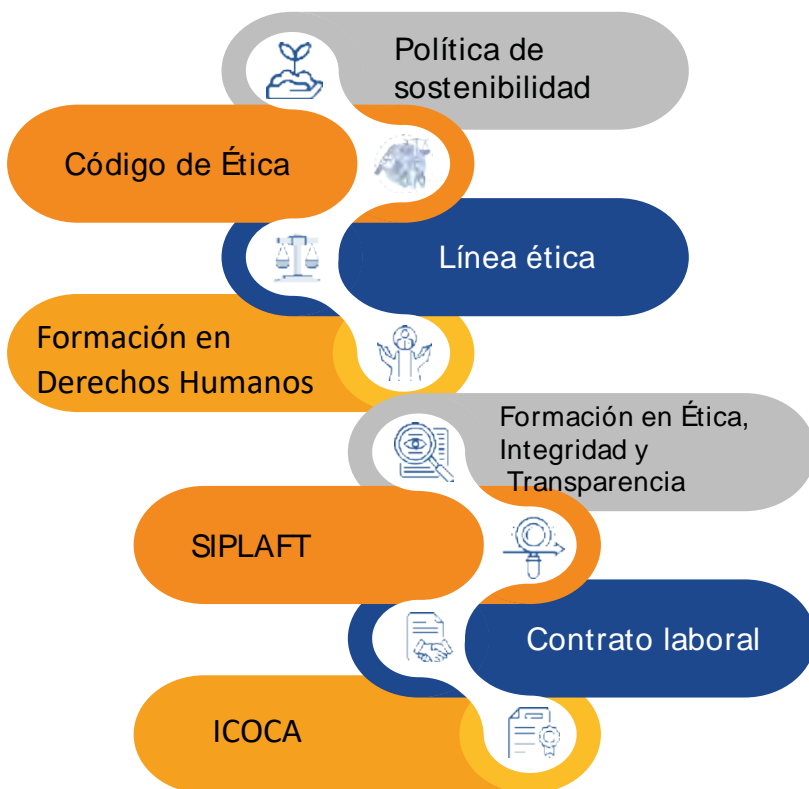 Política de
sostenibilidad
Código de Ética
Línea ética
Formación en
Derechos Humanos
Formación en Ética,
Integridad y
Transparencia
SIPLAFT
Contrato laboral
ICOCA